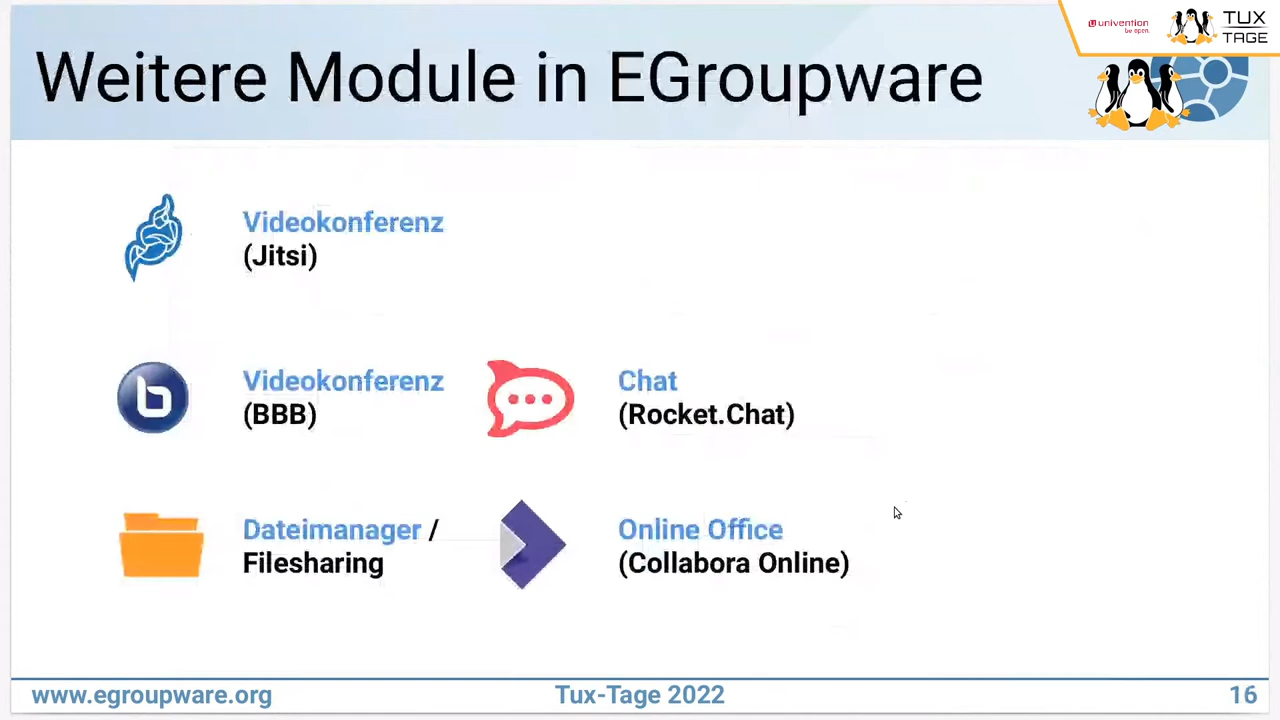 univention
be open.
TUX
TAGE
Weitere Module in EGroupware
Videokonferenz
(Jitsi)
Videokonferenz
(BBB)
Chat
(Rocket.Chat)
Dateimanager /
Filesharing
Online Office
(Collabora Online)
www.egroupware.org
Tux-Tage 2022
16